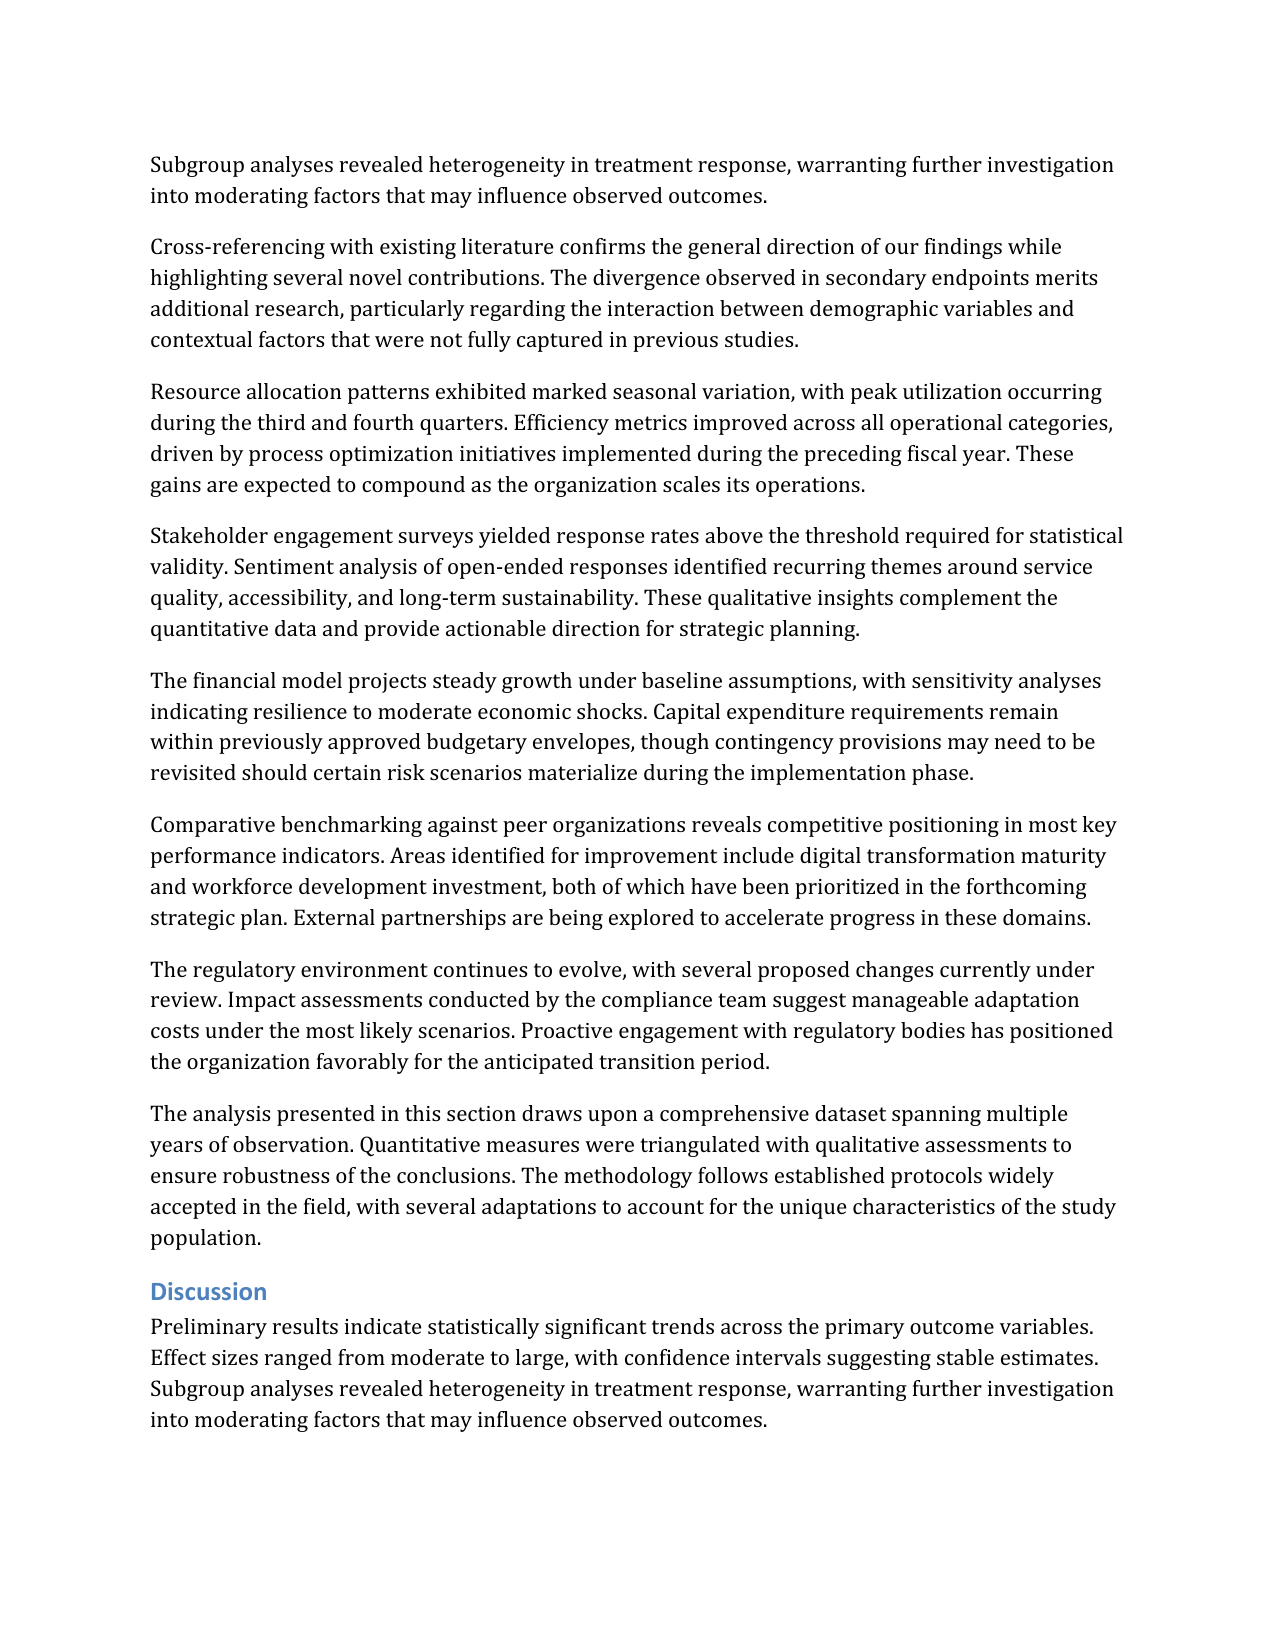 Subgroup analyses revealed heterogeneity in treatment response, warranting further investigation
into moderating factors that may influence observed outcomes.
Cross-referencing with existing literature confirms the general direction of our findings while
highlighting several novel contributions. The divergence observed in secondary endpoints merits
additional research, particularly regarding the interaction between demographic variables and
contextual factors that were not fully captured in previous studies.
Resource allocation patterns exhibited marked seasonal variation, with peak utilization occurring
during the third and fourth quarters. Efficiency metrics improved across all operational categories,
driven by process optimization initiatives implemented during the preceding fiscal year. These
gains are expected to compound as the organization scales its operations.
Stakeholder engagement surveys yielded response rates above the threshold required for statistical
validity. Sentiment analysis of open-ended responses identified recurring themes around service
quality, accessibility, and long-term sustainability. These qualitative insights complement the
quantitative data and provide actionable direction for strategic planning.
The financial model projects steady growth under baseline assumptions, with sensitivity analyses
indicating resilience to moderate economic shocks. Capital expenditure requirements remain
within previously approved budgetary envelopes, though contingency provisions may need to be
revisited should certain risk scenarios materialize during the implementation phase.
Comparative benchmarking against peer organizations reveals competitive positioning in most key
performance indicators. Areas identified for improvement include digital transformation maturity
and workforce development investment, both of which have been prioritized in the forthcoming
strategic plan. External partnerships are being explored to accelerate progress in these domains.
The regulatory environment continues to evolve, with several proposed changes currently under
review. Impact assessments conducted by the compliance team suggest manageable adaptation
costs under the most likely scenarios. Proactive engagement with regulatory bodies has positioned
the organization favorably for the anticipated transition period.
The analysis presented in this section draws upon a comprehensive dataset spanning multiple
years of observation. Quantitative measures were triangulated with qualitative assessments to
ensure robustness of the conclusions. The methodology follows established protocols widely
accepted in the field, with several adaptations to account for the unique characteristics of the study
population.
Discussion
Preliminary results indicate statistically significant trends across the primary outcome variables.
Effect sizes ranged from moderate to large, with confidence intervals suggesting stable estimates.
Subgroup analyses revealed heterogeneity in treatment response, warranting further investigation
into moderating factors that may influence observed outcomes.